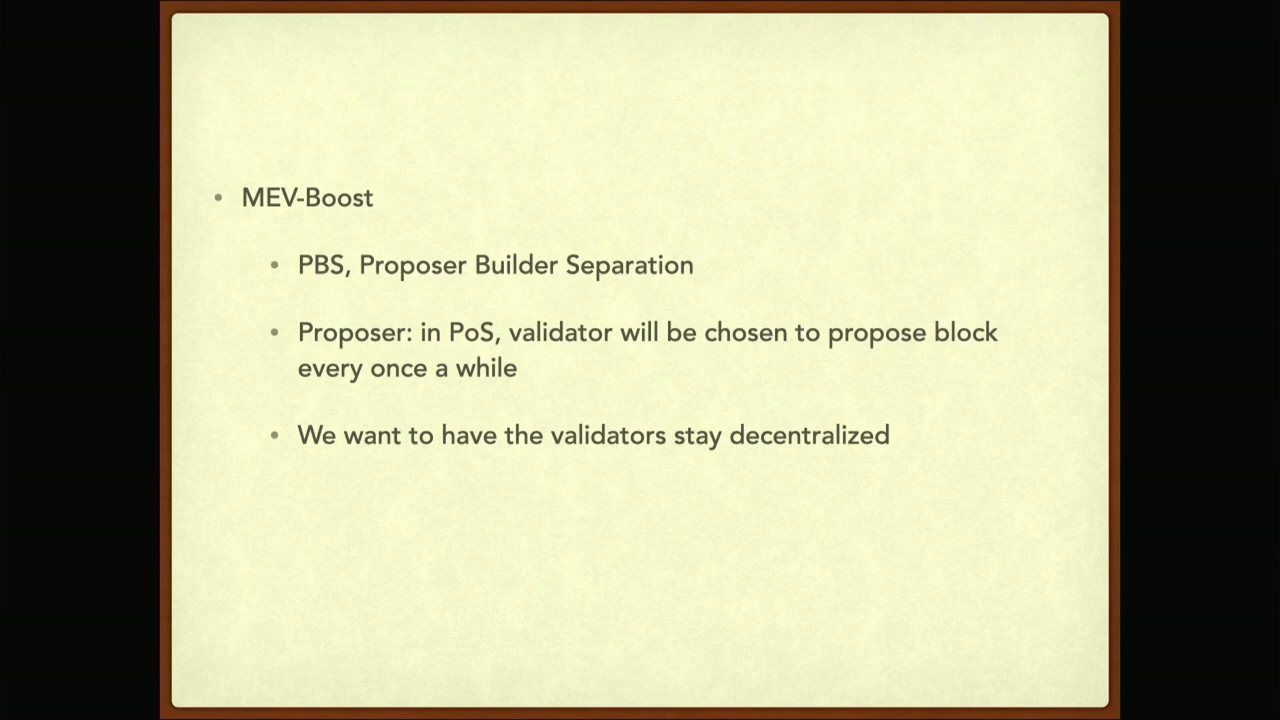 • MEV-Boost
• PBS, Proposer Builder Separation
• Proposer: in PoS, validator will be chosen to propose block
every once a while
• We want to have the validators stay decentralized